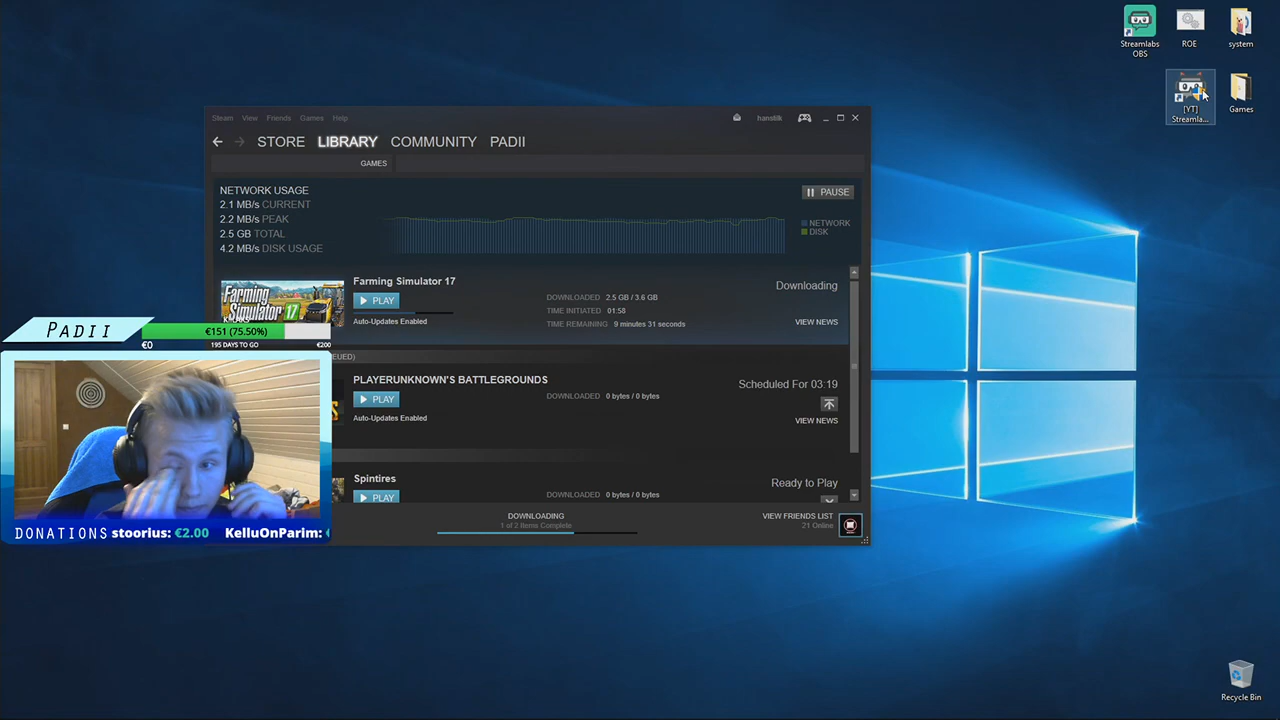 Streamlabs OBS
ROE
system
[VT] Streamla...
Games
Steam View Friends Games Help
hanstilk
STORE LIBRARY COMMUNITY PADII
GAMES
NETWORK USAGE
2.1 MB/s CURRENT
2.2 MB/s PEAK
2.5 GB TOTAL
4.2 MB/s DISK USAGE
PAUSE
NETWORK
DISK
Farming Simulator 17
PLAY
Auto-Updates Enabled
DOWNLOADED 2.5 GB / 3.6 GB
TIME INITIATED 01:58
TIME REMAINING 9 minutes 31 seconds
Downloading
VIEW NEWS
Farming
17
PADII
€151 (75.50%)
€0 195 DAYS TO GO €200
UED)
PLAYERUNKNOWN'S BATTLEGROUNDS
PLAY
Auto-Updates Enabled
DOWNLOADED 0 bytes / 0 bytes
Scheduled For 03:19
VIEW NEWS
Spintires
PLAY
DOWNLOADED 0 bytes / 0 bytes
Ready to Play
DOWNLOADING
1 of 2 Items Complete
VIEW FRIENDS LIST
21 Online
DONATIONS stoorius: €2.00 KelluOnParim:
Recycle Bin